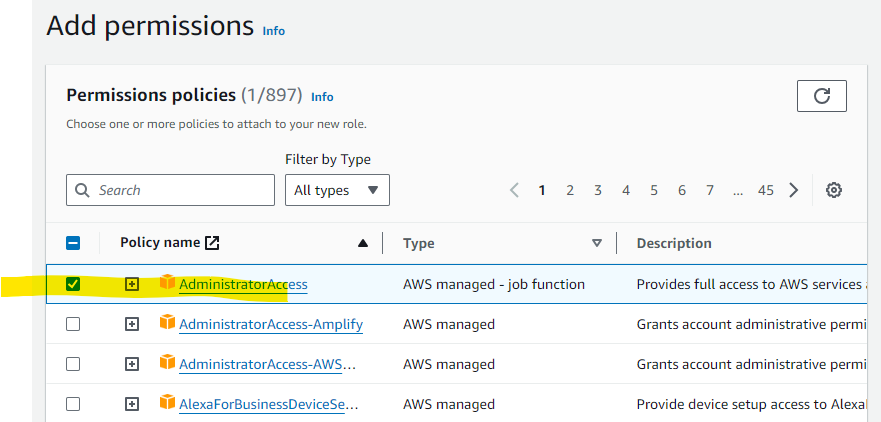 Add permissions Info
Permissions policies (1/897) Info
Choose one or more policies to attach to your new role.
Filter by Type
Search
All types
1 2 3 4 5 6 7 ... 45
Policy name Type Description
AdministratorAccess AWS managed - job function Provides full access to AWS services
AdministratorAccess-Amplify AWS managed Grants account administrative permi
AdministratorAccess-AWS... AWS managed Grants account administrative permi
AlexaForBusinessDeviceSe... AWS managed Provide device setup access to Alexa